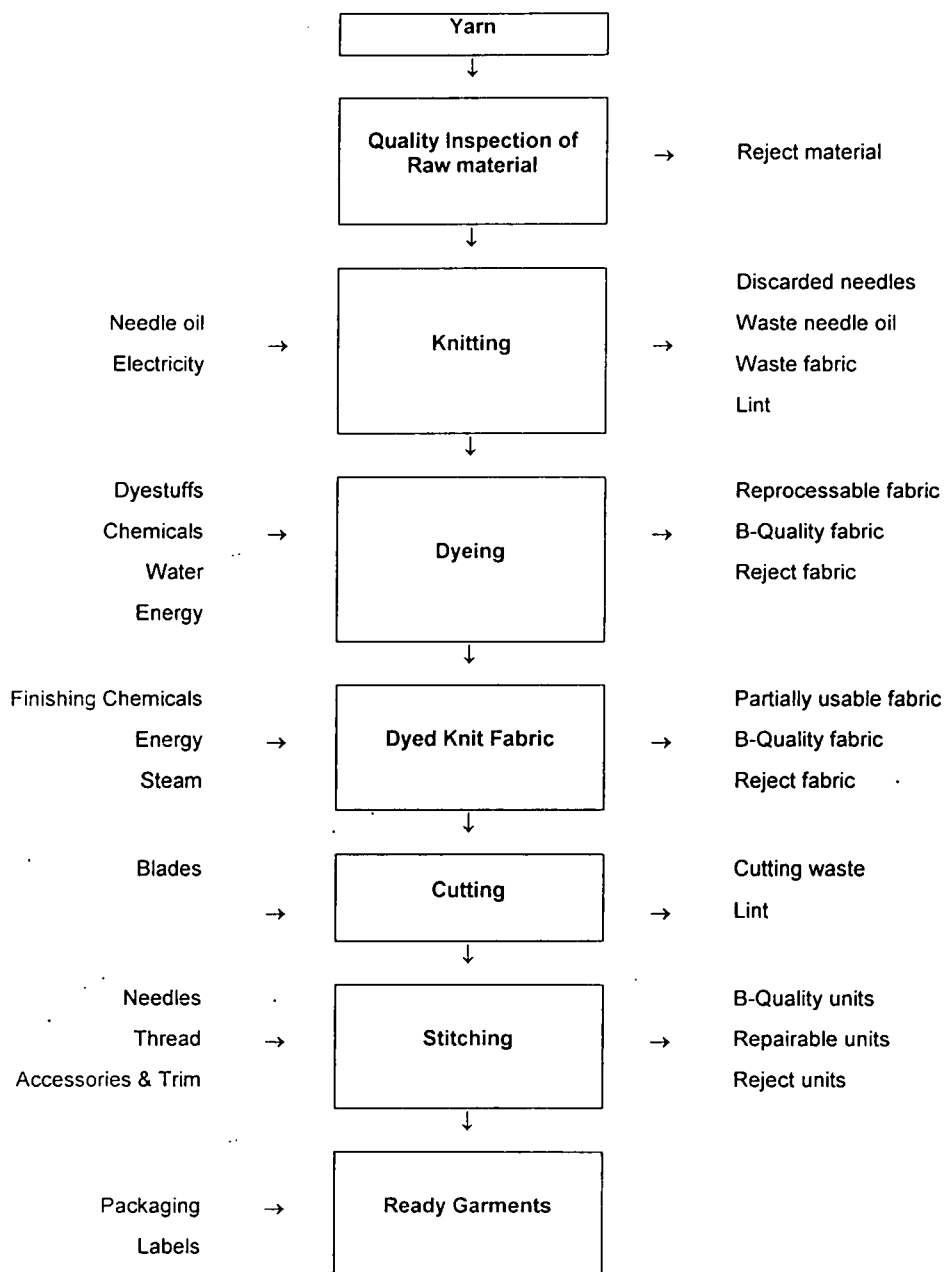 Yarn
↓
Quality Inspection of
Raw material
→
Reject material
↓
Needle oil
Electricity
→
Knitting
→
Discarded needles
Waste needle oil
Waste fabric
Lint
↓
Dyestuffs
Chemicals
Water
Energy
→
Dyeing
→
Reprocessable fabric
B-Quality fabric
Reject fabric
↓
Finishing Chemicals
Energy
Steam
→
Dyed Knit Fabric
→
Partially usable fabric
B-Quality fabric
Reject fabric
↓
Blades
→
Cutting
→
Cutting waste
Lint
↓
Needles
Thread
Accessories & Trim
→
Stitching
→
B-Quality units
Repairable units
Reject units
↓
Packaging
Labels
→
Ready Garments